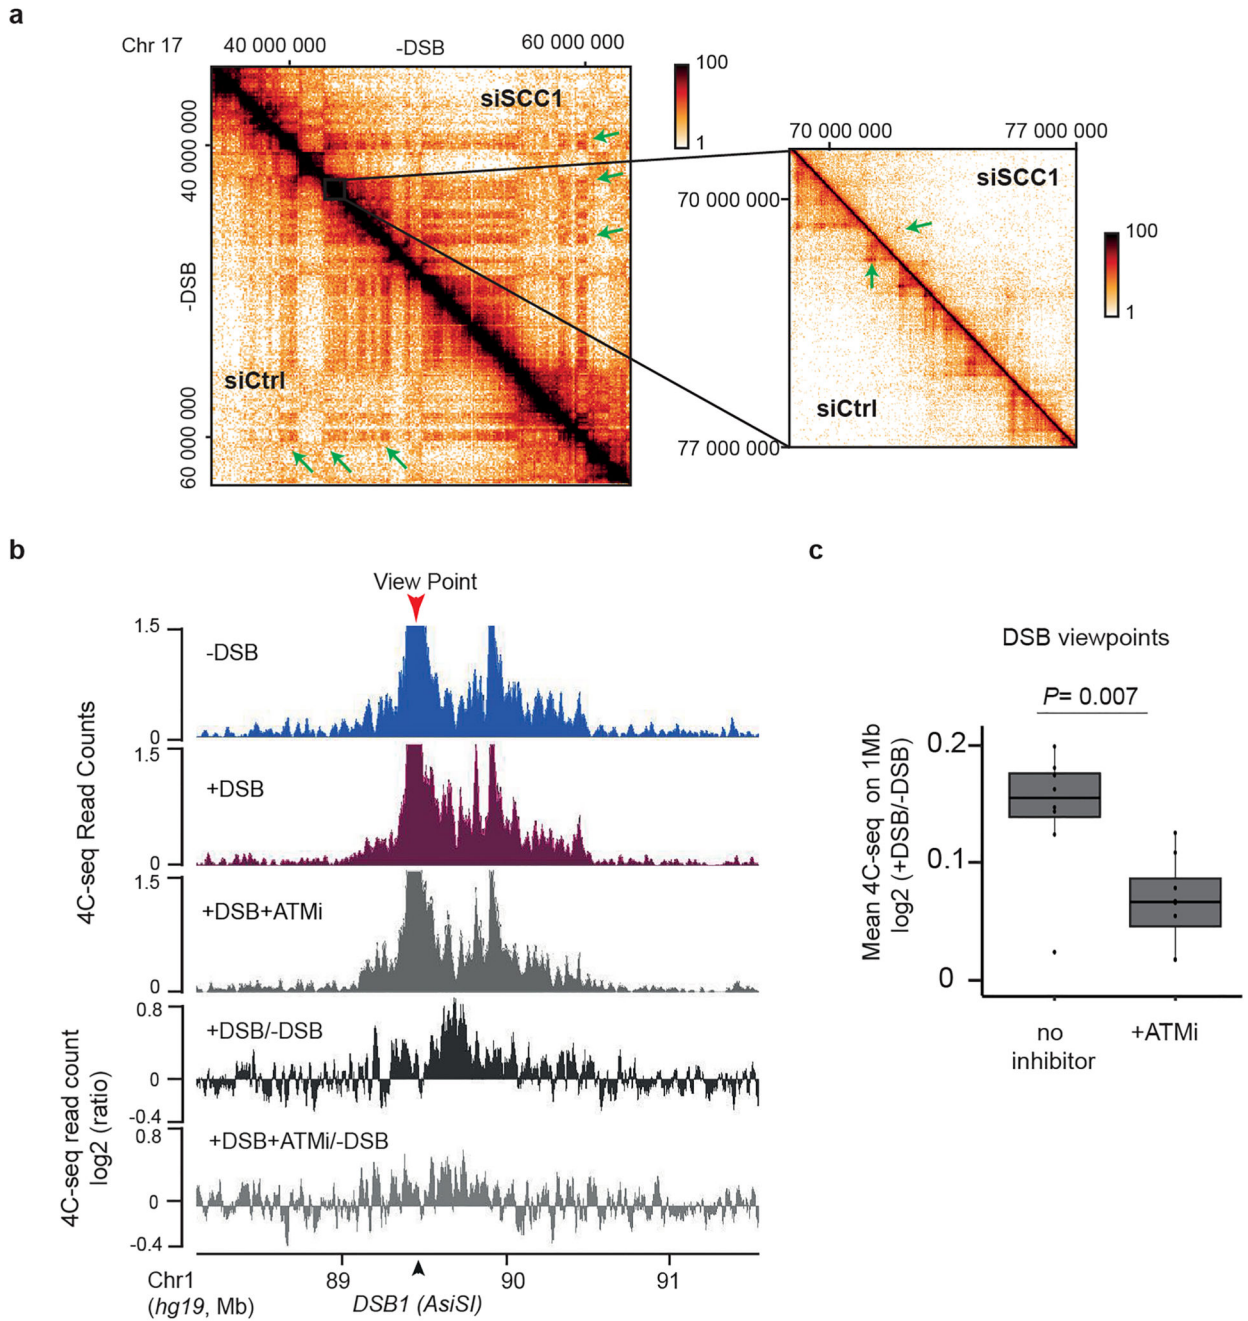 a
Chr 17
40 000 000
-DSB
60 000 000
siSCC1
siCtrl
40 000 000
-DSB
60 000 000
100
1
70 000 000
77 000 000
70 000 000
77 000 000
siSCC1
siCtrl
100
1
b
View Point
4C-seq Read Counts
1.5
-DSB
0
1.5
+DSB
0
1.5
+DSB+ATMi
0
4C-seq read count
log2 (ratio)
0.8
+DSB/-DSB
0
-0.4
0.8
+DSB+ATMi/-DSB
0
-0.4
Chr1
(hg19, Mb)
89
90
91
DSB1 (AsiSI)
c
DSB viewpoints
P= 0.007
Mean 4C-seq on 1Mb
log2 (+DSB/-DSB)
0.2
0.1
0
no
inhibitor
+ATMi